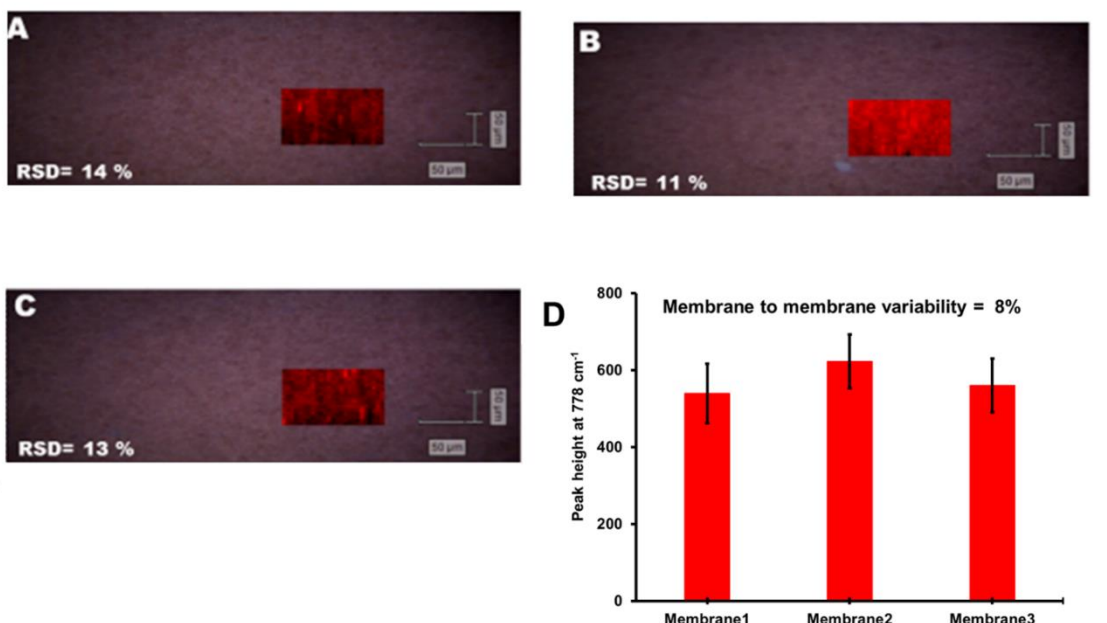 A
RSD= 14 %
50 µm
50 µm
B
RSD= 11 %
50 µm
50 µm
C
RSD= 13 %
50 µm
50 µm
D
Membrane to membrane variability = 8%
Peak height at 778 cm⁻¹
800
600
400
200
0
Membrane1 Membrane2 Membrane3